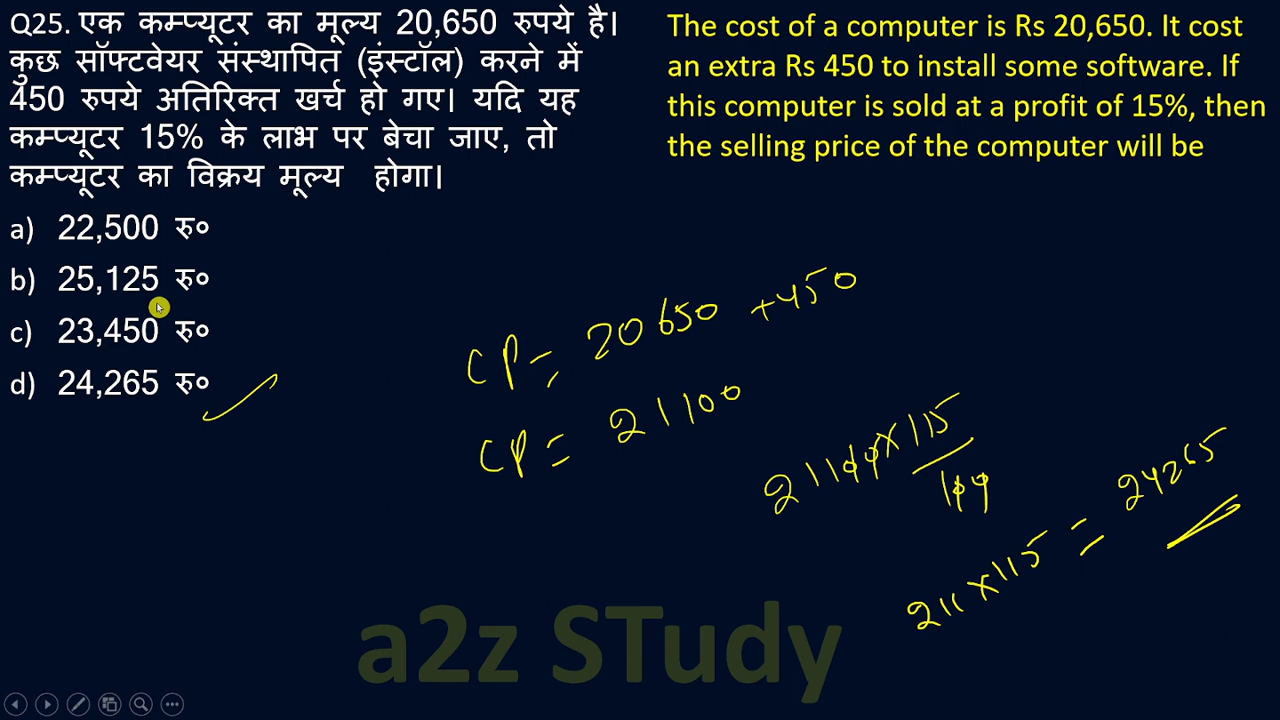 Q25. एक कम्प्यूटर का मूल्य 20,650 रुपये है।
कुछ सॉफ्टवेयर संस्थापित (इंस्टॉल) करने में
450 रुपये अतिरिक्त खर्च हो गए। यदि यह
कम्प्यूटर 15% के लाभ पर बेचा जाए, तो
कम्प्यूटर का विक्रय मूल्य होगा।
a) 22,500 रु०
b) 25,125 रु०
c) 23,450 रु०
d) 24,265 रु०
The cost of a computer is Rs 20,650. It cost
an extra Rs 450 to install some software. If
this computer is sold at a profit of 15%, then
the selling price of the computer will be
CP = 20650 +450
CP = 21100
21100 x 115
100
211 x 115 = 24265
a2z STudy